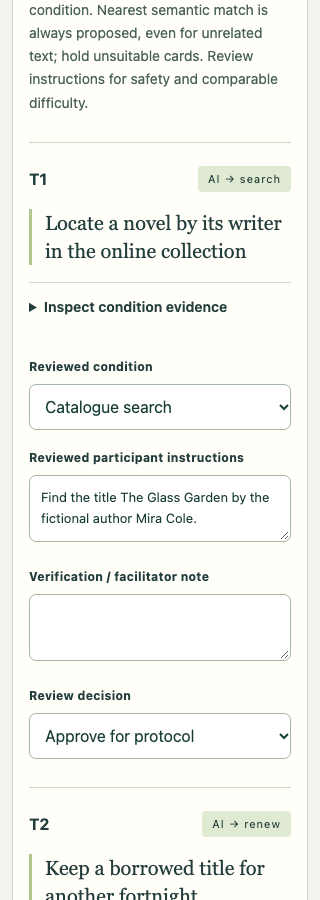 condition. Nearest semantic match is
always proposed, even for unrelated
text; hold unsuitable cards. Review
instructions for safety and comparable
difficulty.
T1
AI → search
Locate a novel by its writer
in the online collection
Inspect condition evidence
Reviewed condition
Catalogue search
Reviewed participant instructions
Find the title The Glass Garden by the
fictional author Mira Cole.
Verification / facilitator note
Review decision
Approve for protocol
T2
AI → renew
Keep a borrowed title for
another fortnight